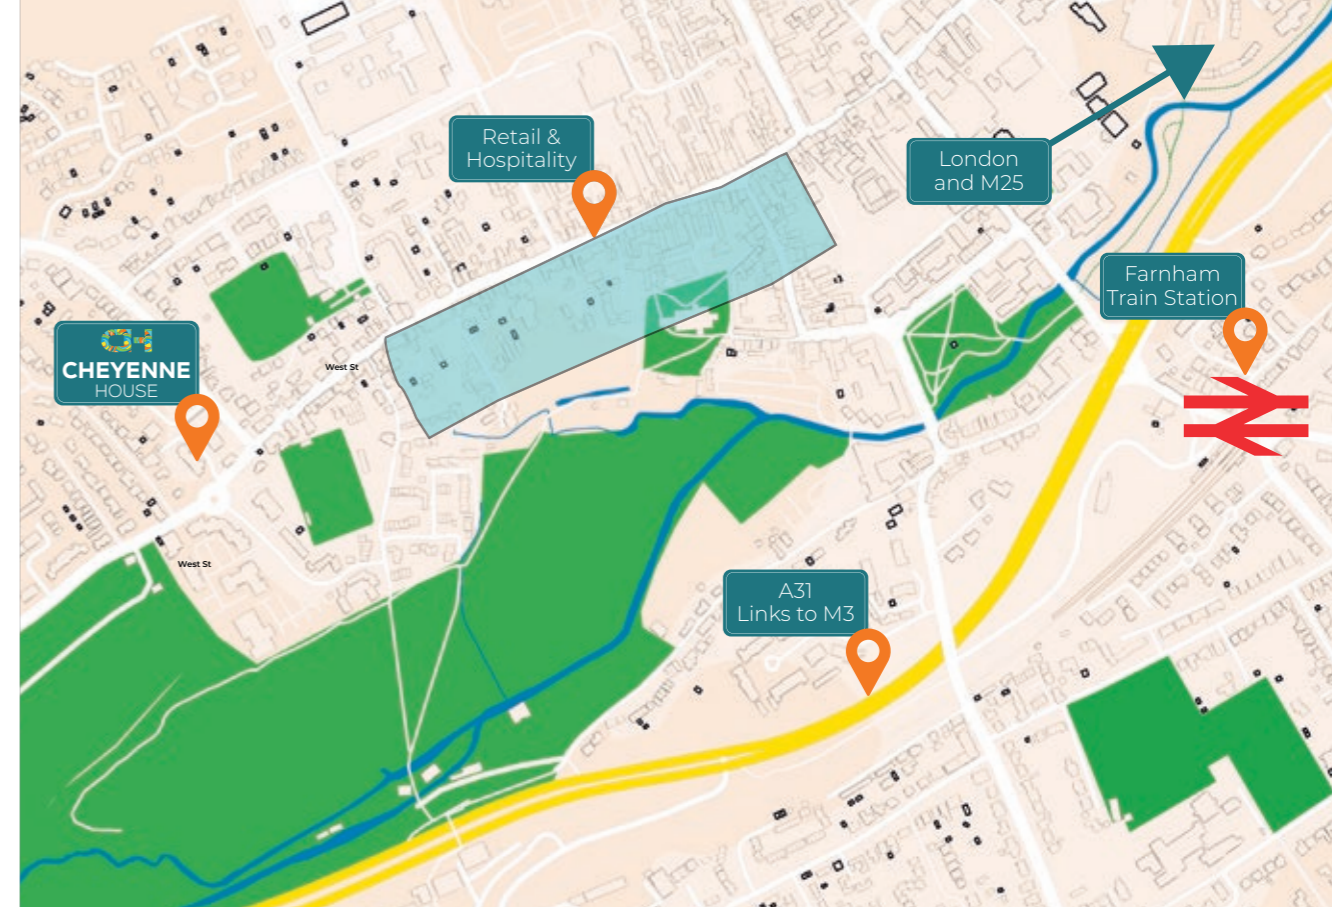 Retail &
Hospitality
London
and M25
Farnham
Train Station
CH
CHEYENNE
HOUSE
West St
West St
A31
Links to M3